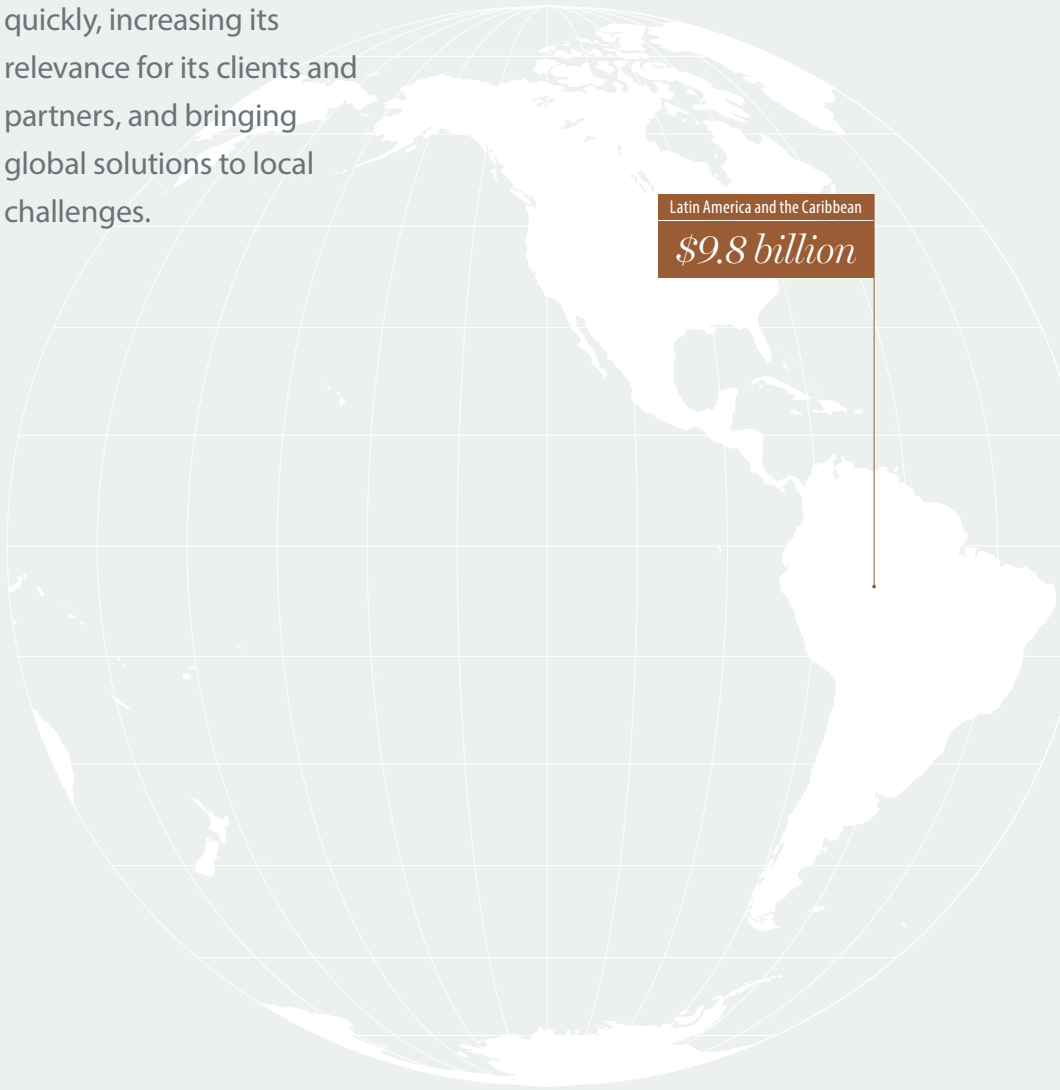 quickly, increasing its
relevance for its clients and
partners, and bringing
global solutions to local
challenges.
Latin America and the Caribbean
$9.8 billion